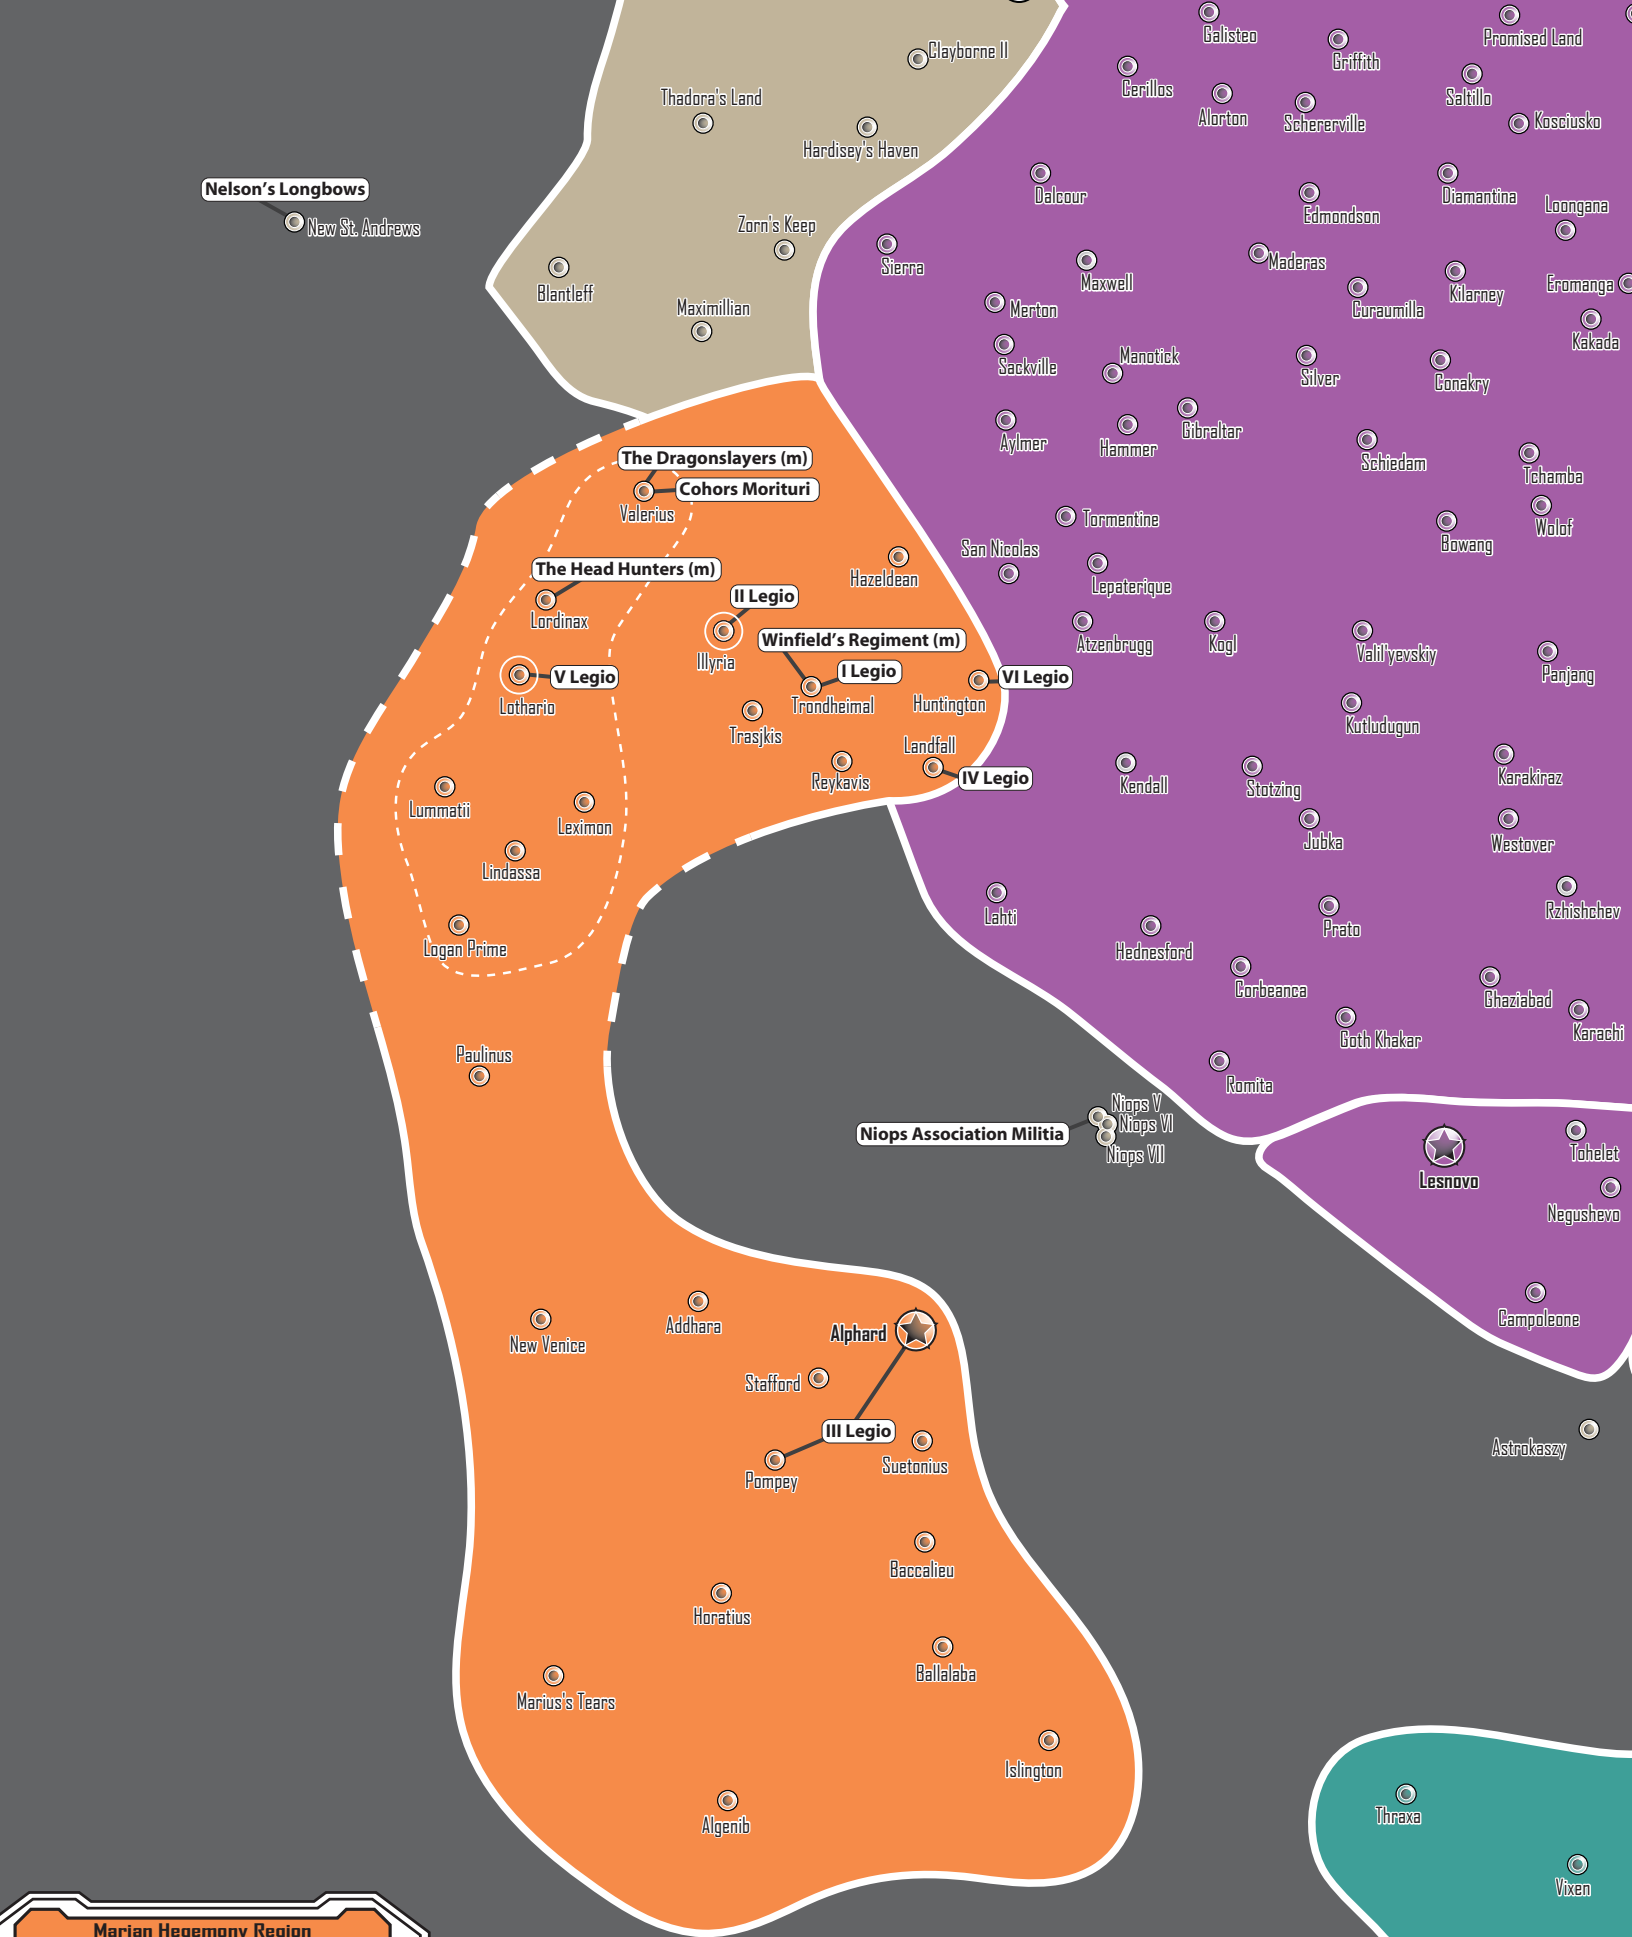 Galisteo
Promised Land
Clayborne II
Griffith
Cerillos
Saltillo
Thadora's Land
Alorton
Schererville
Kosciusko
Hardisey's Haven
Nelson's Longbows
Dalcour
Diamantina
Loongana
Edmondson
New St. Andrews
Zorn's Keep
Sierra
Maderas
Maxwell
Blantleff
Kilarney
Eromanga
Maximillian
Merton
Curaumilla
Kakada
Sackville
Manotick
Silver
Conakry
Aylmer
Hammer
Gibraltar
The Dragonslayers (m)
Schiedam
Tchamba
Cohors Morituri
Valerius
Tormentine
Wolof
San Nicolas
Bowang
The Head Hunters (m)
Hazeldean
Lepaterique
II Legio
Lordinax
Winfield's Regiment (m)
Atzenbrugg
Kogl
Valil'yevskiy
Illyria
I Legio
VI Legio
Panjang
V Legio
Lothario
Trondheimal
Huntington
Trasjkis
Kutludugun
Landfall
Reykavis
IV Legio
Kendall
Stotzing
Karakiraz
Lummatii
Leximon
Jubka
Westover
Lindassa
Lahti
Rzhishchev
Logan Prime
Hednesford
Prato
Corbeanca
Ghaziabad
Goth Khakar
Karachi
Paulinus
Romita
Niops V
Niops VI
Niops Association Militia
Niops VII
Tohelet
Lesnovo
Negushevo
Addhara
Alphard
New Venice
Campoleone
Stafford
III Legio
Astrokaszy
Pompey
Suetonius
Baccalieu
Horatius
Ballalaba
Marius's Tears
Islington
Algenib
Thraxa
Vixen
Marian Hegemony Region